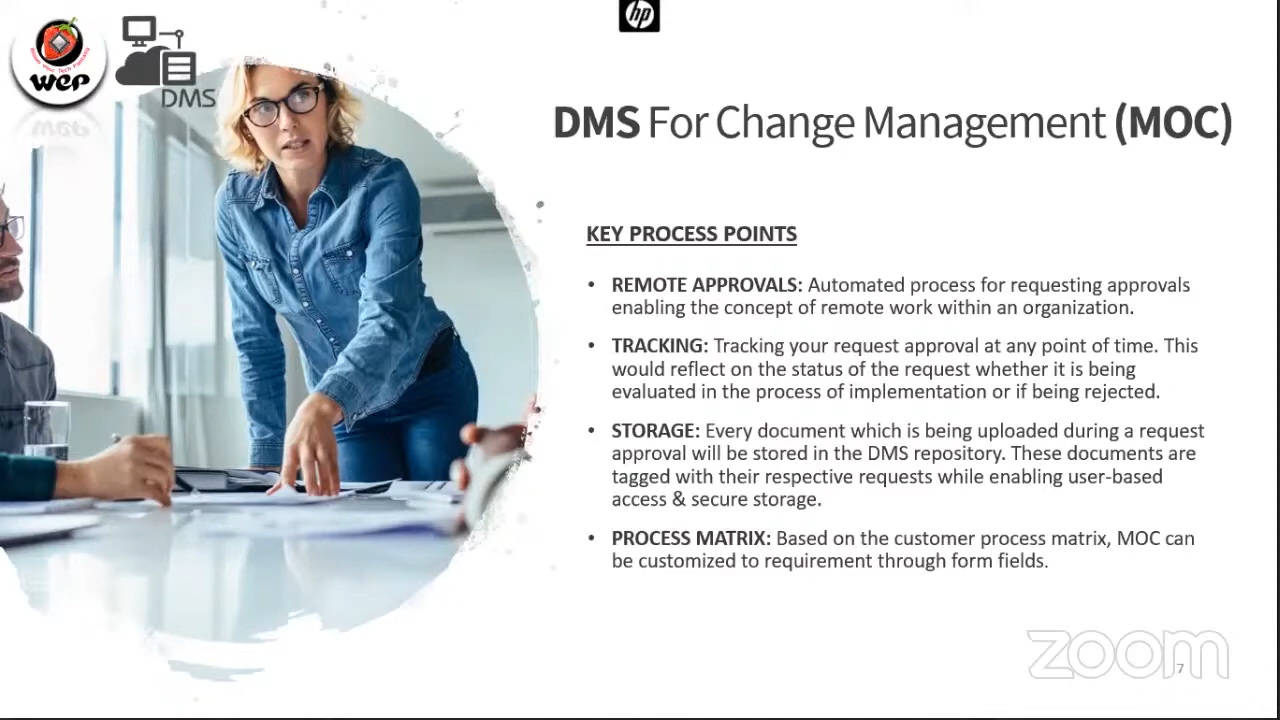 hp
wep
DMS
DMS For Change Management (MOC)
KEY PROCESS POINTS
• REMOTE APPROVALS: Automated process for requesting approvals
enabling the concept of remote work within an organization.
• TRACKING: Tracking your request approval at any point of time. This
would reflect on the status of the request whether it is being
evaluated in the process of implementation or if being rejected.
• STORAGE: Every document which is being uploaded during a request
approval will be stored in the DMS repository. These documents are
tagged with their respective requests while enabling user-based
access & secure storage.
• PROCESS MATRIX: Based on the customer process matrix, MOC can
be customized to requirement through form fields.
zoom
7